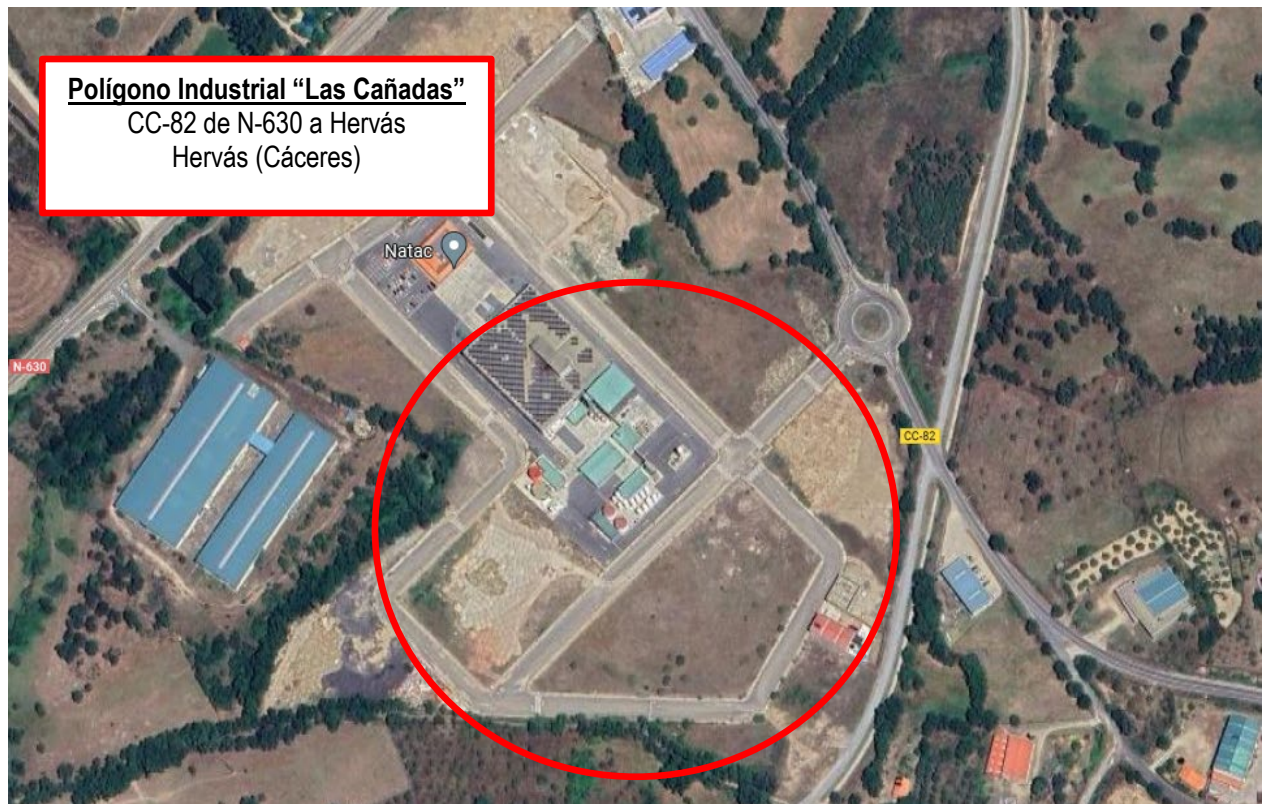 Polígono Industrial “Las Cañadas”
CC-82 de N-630 a Hervás
Hervás (Cáceres)
Natac
N-630
CC-82